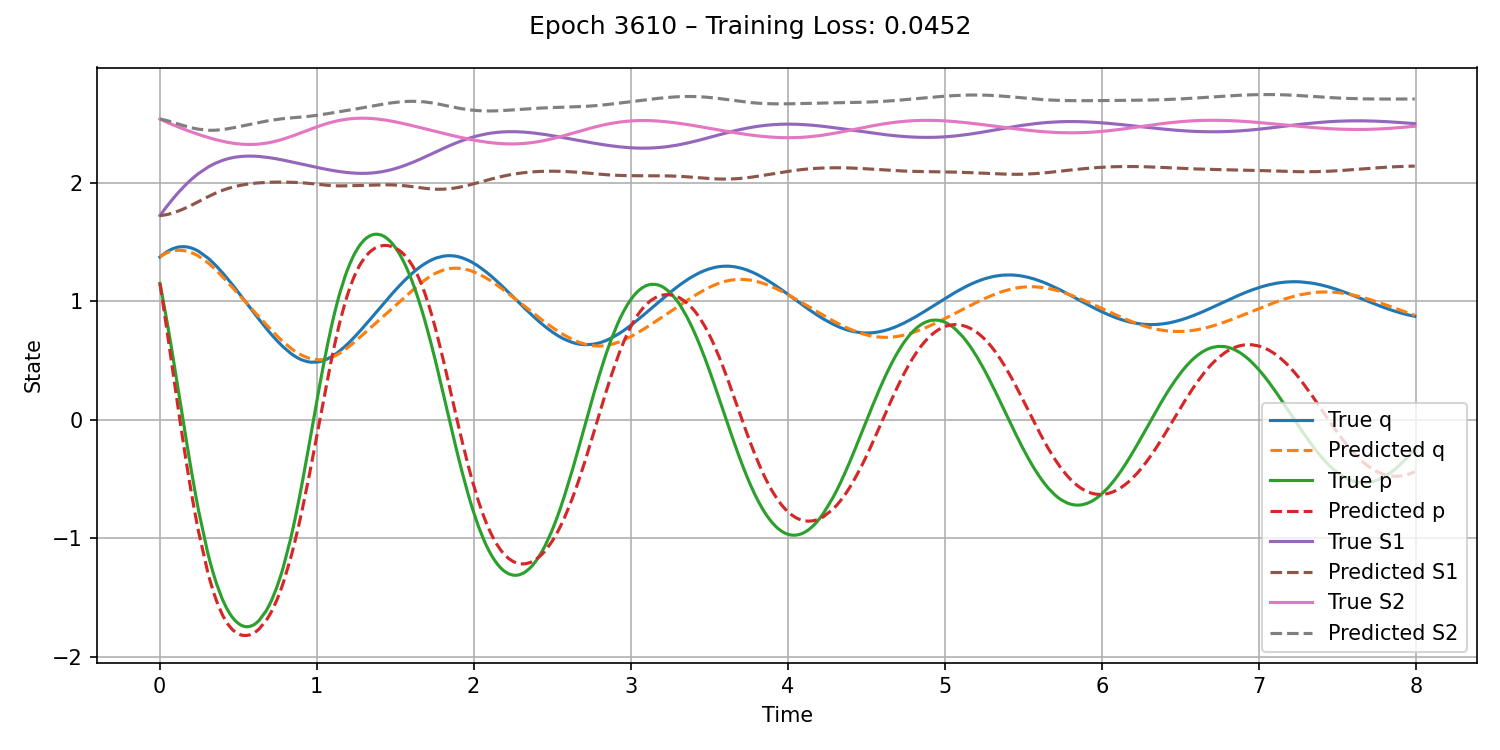 Epoch 3610 – Training Loss: 0.0452
State
2
1
0
−1
−2
0 1 2 3 4 5 6 7 8
Time
True q
Predicted q
True p
Predicted p
True S1
Predicted S1
True S2
Predicted S2